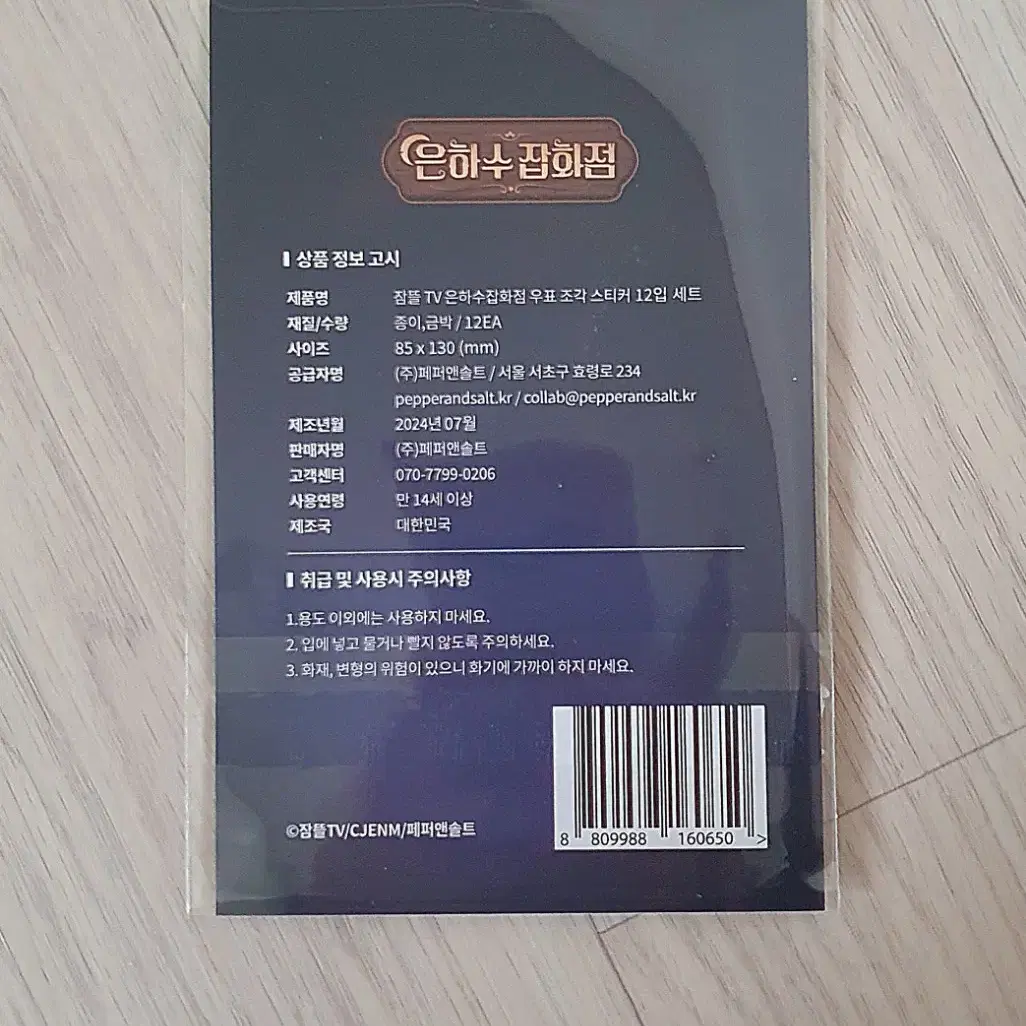 은하수 잡화점
상품 정보 고시
제품명 잠뜰 TV 은하수잡화점 우표 조각 스티커 12입 세트
재질/수량 종이,금박 / 12EA
사이즈 85 x 130 (mm)
공급자명 (주)페퍼앤솔트 / 서울 서초구 효령로 234
pepperandsalt.kr / collab@pepperandsalt.kr
제조년월 2024년 07월
판매자명 (주)페퍼앤솔트
고객센터 070-7799-0206
사용연령 만 14세 이상
제조국 대한민국
취급 및 사용시 주의사항
1.용도 이외에는 사용하지 마세요.
2. 입에 넣고 물거나 빨지 않도록 주의하세요.
3. 화재, 변형의 위험이 있으니 화기에 가까이 하지 마세요.
©잠뜰TV/CJENM/페퍼앤솔트
8 809988 160650 >